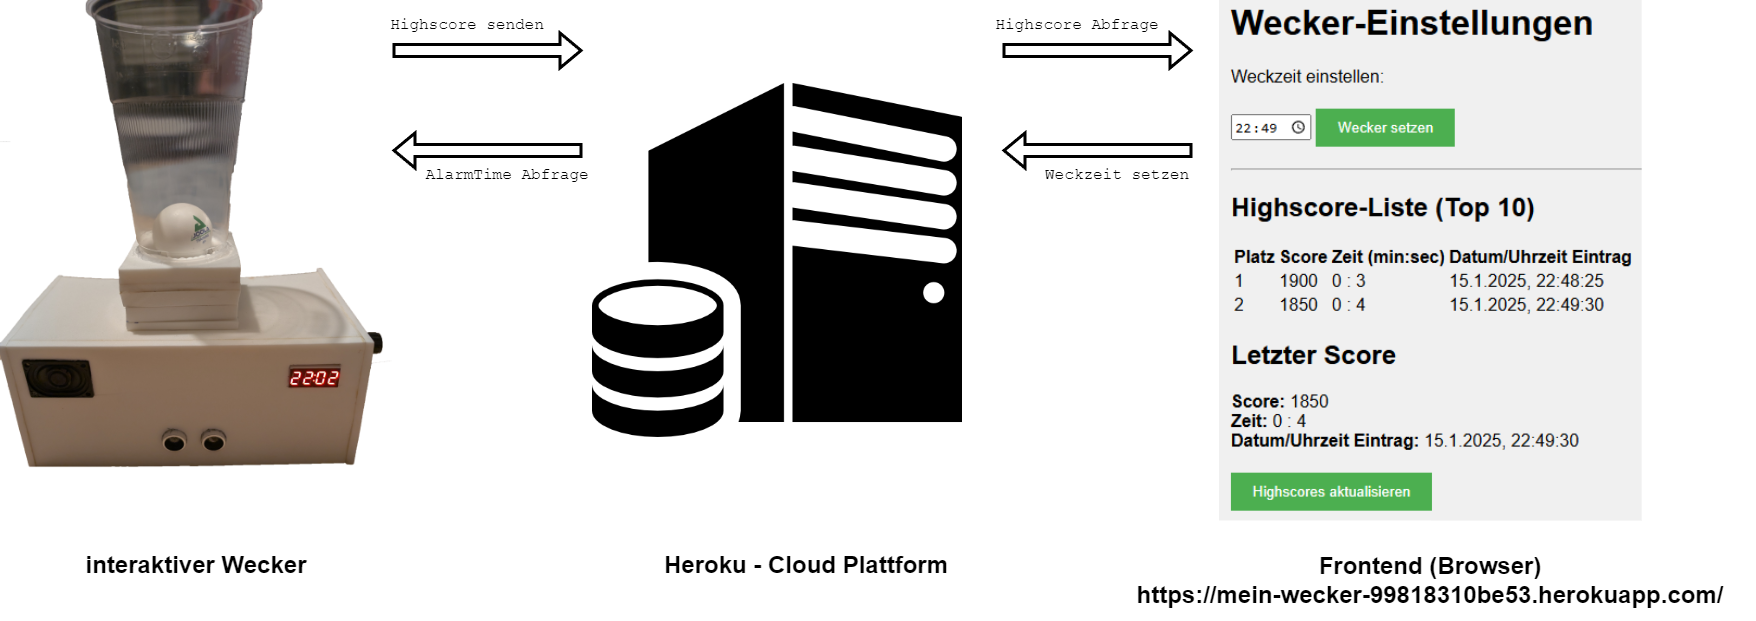 Highscore senden
AlarmTime Abfrage
22:02
interaktiver Wecker
Heroku - Cloud Plattform
Highscore Abfrage
Weckzeit setzen
Wecker-Einstellungen
Weckzeit einstellen:
22:49 Wecker setzen
Highscore-Liste (Top 10)
Platz Score Zeit (min:sec) Datum/Uhrzeit Eintrag
1 1900 0 : 3 15.1.2025, 22:48:25
2 1850 0 : 4 15.1.2025, 22:49:30
Letzter Score
Score: 1850
Zeit: 0 : 4
Datum/Uhrzeit Eintrag: 15.1.2025, 22:49:30
Highscores aktualisieren
Frontend (Browser)
https://mein-wecker-99818310be53.herokuapp.com/